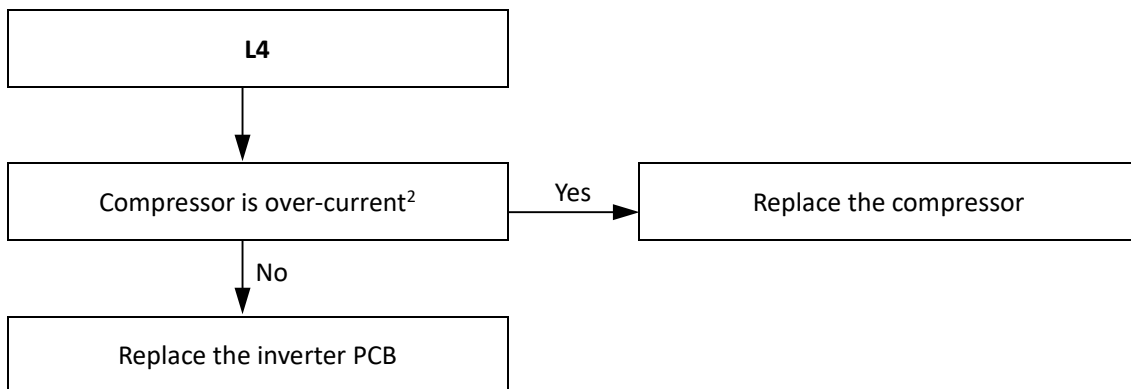 L4
Compressor is over-current²
Yes
Replace the compressor
No
Replace the inverter PCB